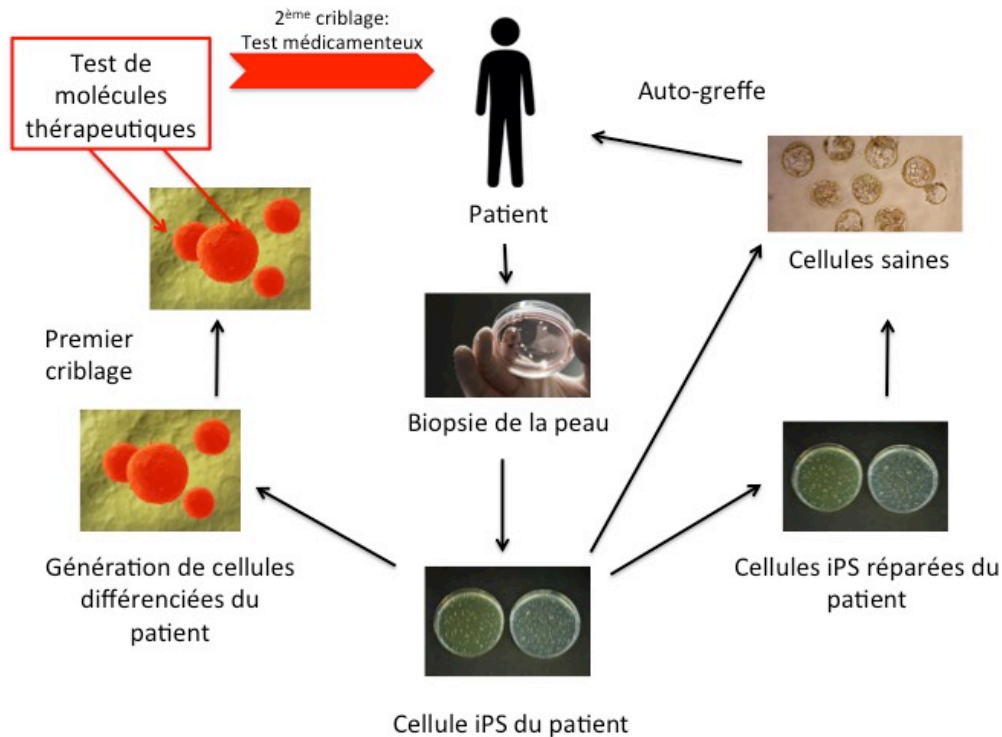 2ème criblage:
Test médicamenteux
Test de
molécules
thérapeutiques
Auto-greffe
Patient
Cellules saines
Premier
criblage
Biopsie de la peau
Génération de cellules
différenciées du
patient
Cellules iPS réparées du
patient
Cellule iPS du patient